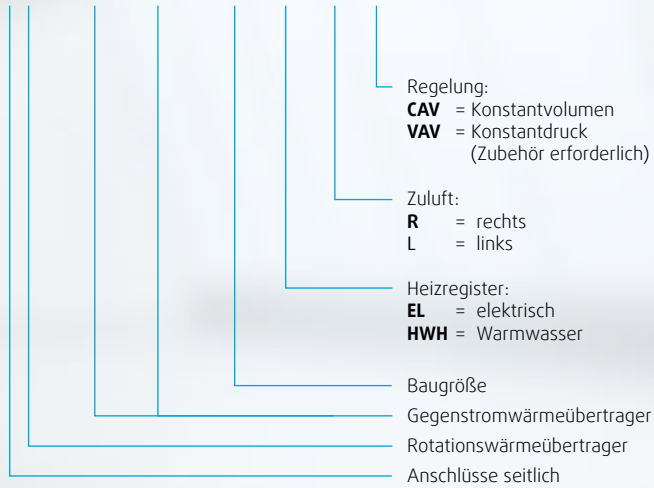 Regelung:
CAV = Konstantvolumen
VAV = Konstantdruck
(Zubehör erforderlich)
Zuluft:
R = rechts
L = links
Heizregister:
EL = elektrisch
HWH = Warmwasser
Baugröße
Gegenstromwärmeübertrager
Rotationswärmeübertrager
Anschlüsse seitlich